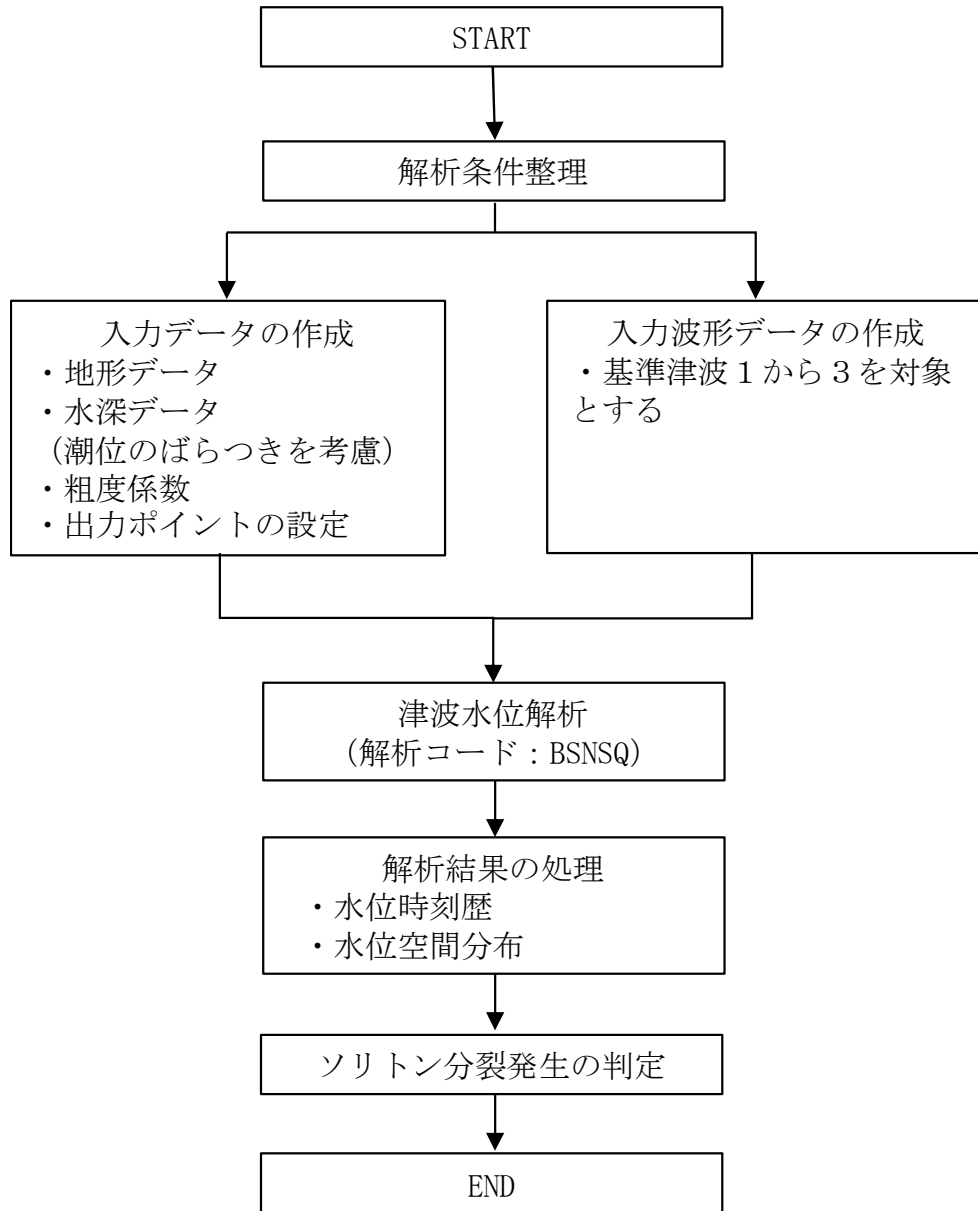 START
解析条件整理
入力データの作成
・地形データ
・水深データ
（潮位のばらつきを考慮）
・粗度係数
・出力ポイントの設定
入力波形データの作成
・基準津波１から３を対象
とする
津波水位解析
（解析コード：BSNSQ）
解析結果の処理
・水位時刻歴
・水位空間分布
ソリトン分裂発生の判定
END